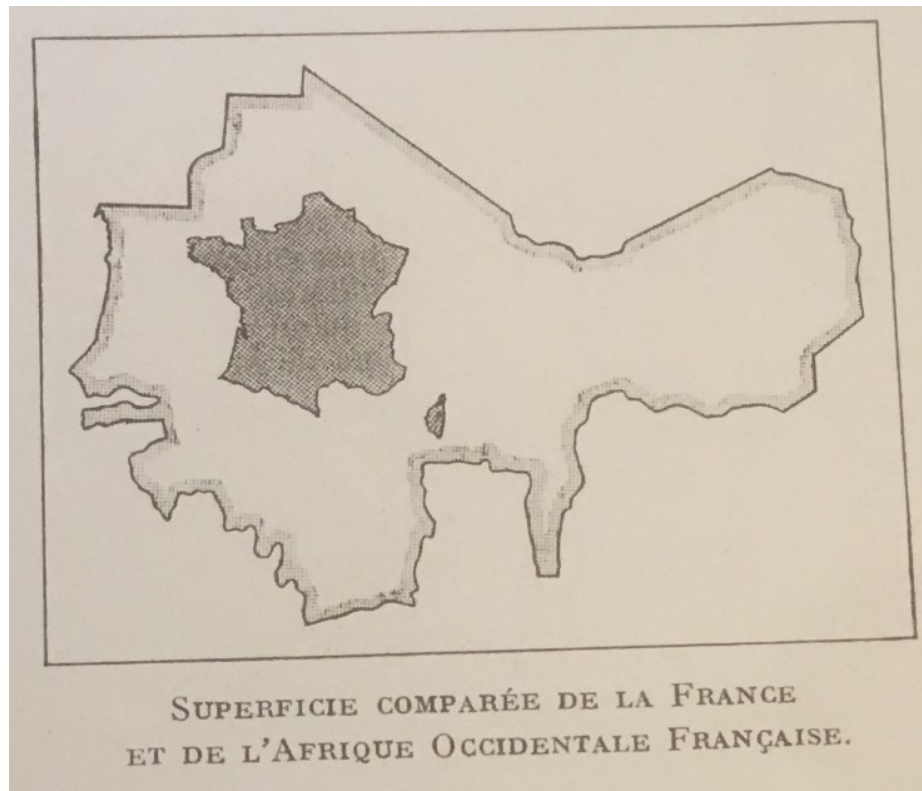 SUPERFICIE COMPARÉE DE LA FRANCE
ET DE L'AFRIQUE OCCIDENTALE FRANÇAISE.